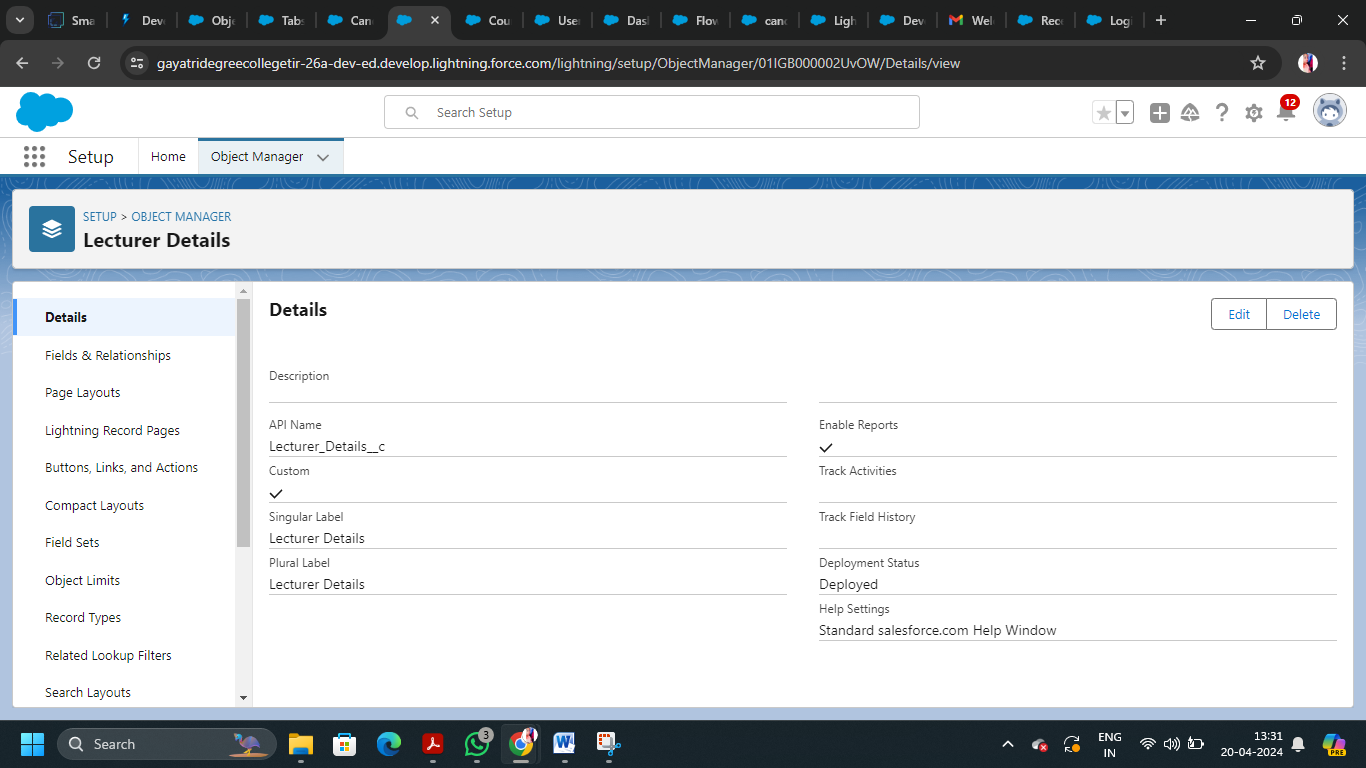 Sma
Deve
Obje
Tabs
Can
Cou
Use
Das
Flow
canc
Ligh
Dev
Wel
Rec
Logi
gayatridegreecollegetir-26a-dev-ed.develop.lightning.force.com/lightning/setup/ObjectManager/01IGB000002UvOW/Details/view
Search Setup
12
Setup
Home
Object Manager
SETUP > OBJECT MANAGER
Lecturer Details
Details
Fields & Relationships
Page Layouts
Lightning Record Pages
Buttons, Links, and Actions
Compact Layouts
Field Sets
Object Limits
Record Types
Related Lookup Filters
Search Layouts
Details
Edit
Delete
Description
API Name
Lecturer_Details__c
Custom
Singular Label
Lecturer Details
Plural Label
Lecturer Details
Enable Reports
Track Activities
Track Field History
Deployment Status
Deployed
Help Settings
Standard salesforce.com Help Window
Search
3
ENG
IN
13:31
20-04-2024
PRE